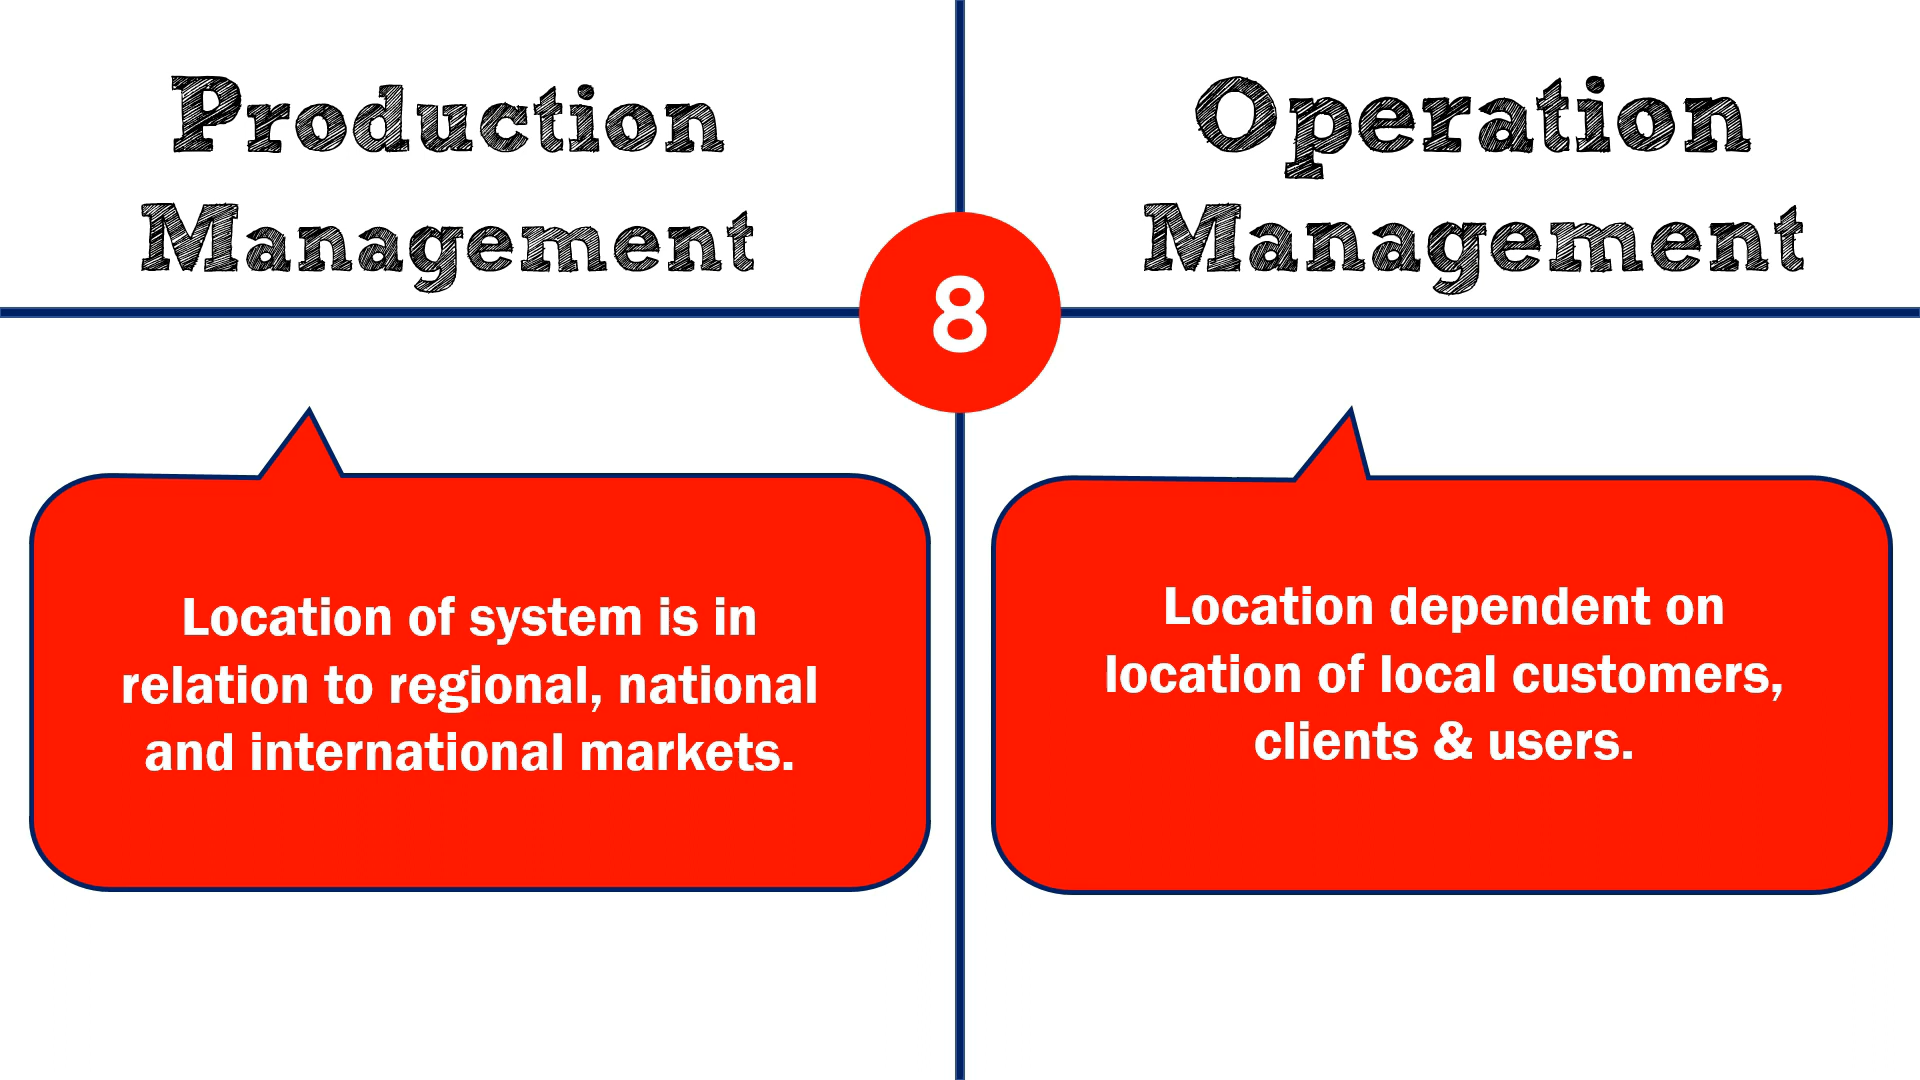 Production
Management
Operation
Management
8
Location of system is in
relation to regional, national
and international markets.
Location dependent on
location of local customers,
clients & users.